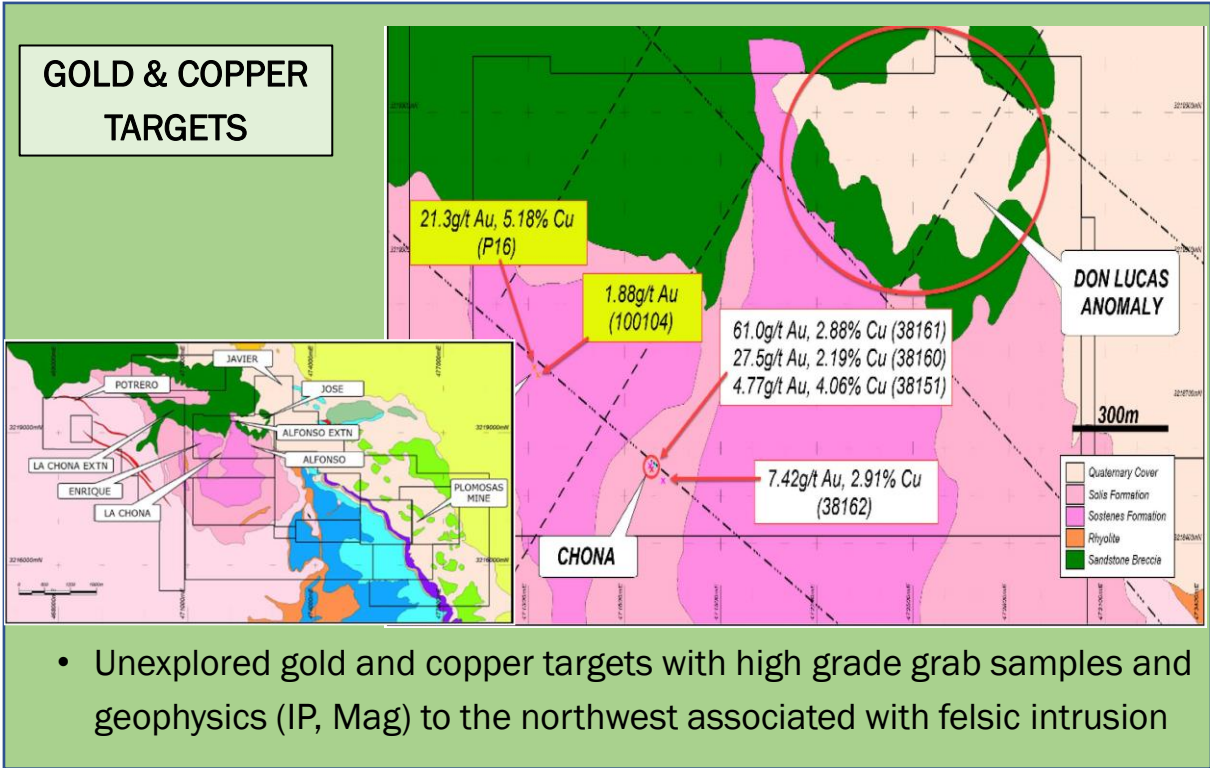 GOLD & COPPER
TARGETS
21.3g/t Au, 5.18% Cu
(P16)
1.88g/t Au
(100104)
61.0g/t Au, 2.88% Cu (38161)
27.5g/t Au, 2.19% Cu (38160)
4.77g/t Au, 4.06% Cu (38151)
7.42g/t Au, 2.91% Cu
(38162)
CHONA
DON LUCAS
ANOMALY
300m
Quaternary Cover
Solis Formation
Sostenes Formation
Rhyolite
Sandstone Breccia
JAVIER
POTRERO
JOSE
ALFONSO EXTN
LA CHONA EXTN
ALFONSO
ENRIQUE
LA CHONA
PLOMOSAS
MINE
474000mE
477000mE
3219000mN
3219000mN
3216000mN
3216000mN
• Unexplored gold and copper targets with high grade grab samples and
geophysics (IP, Mag) to the northwest associated with felsic intrusion